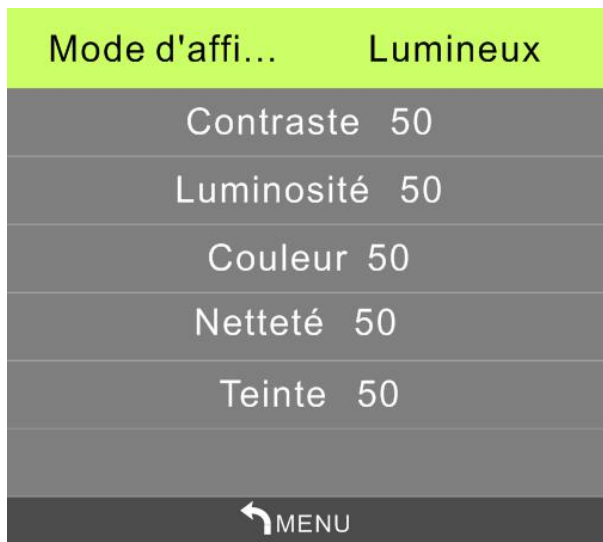 Mode d'affi... Lumineux
Contraste 50
Luminosité 50
Couleur 50
Netteté 50
Teinte 50
MENU